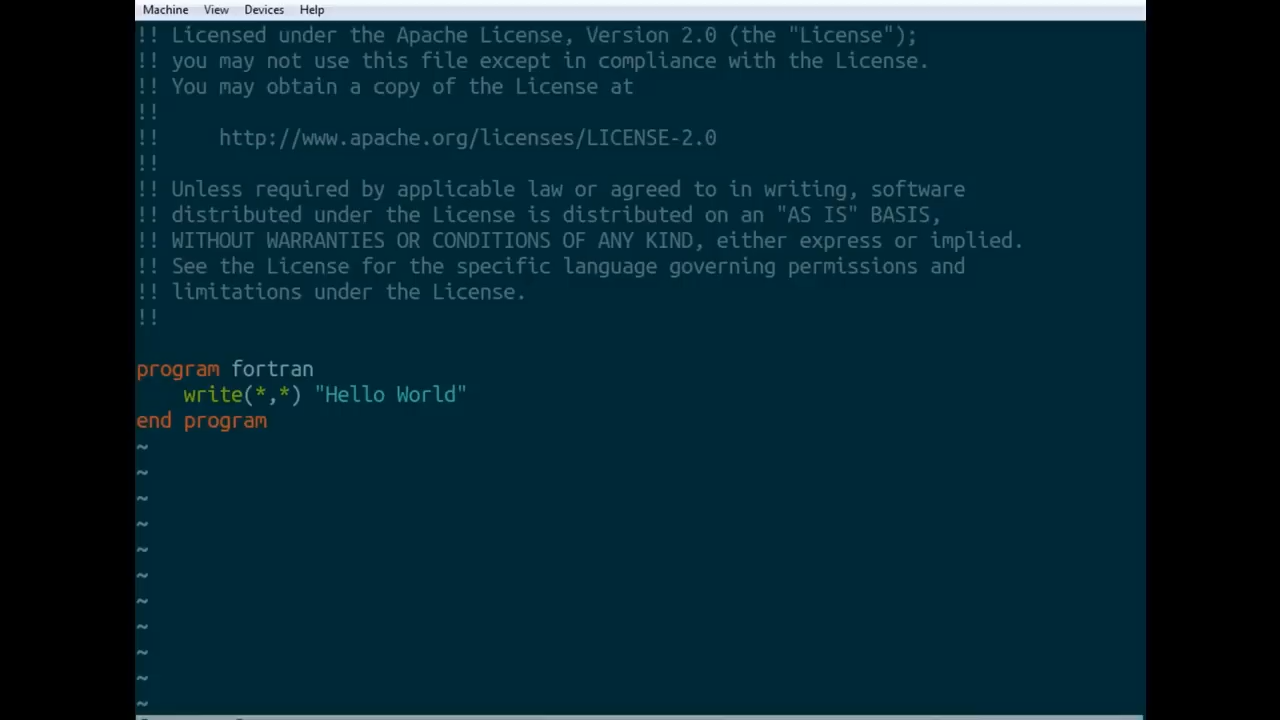 Machine View Devices Help
!! Licensed under the Apache License, Version 2.0 (the "License");
!! you may not use this file except in compliance with the License.
!! You may obtain a copy of the License at
!!
!!     http://www.apache.org/licenses/LICENSE-2.0
!!
!! Unless required by applicable law or agreed to in writing, software
!! distributed under the License is distributed on an "AS IS" BASIS,
!! WITHOUT WARRANTIES OR CONDITIONS OF ANY KIND, either express or implied.
!! See the License for the specific language governing permissions and
!! limitations under the License.
!!
program fortran
    write(*,*) "Hello World"
end program
~
~
~
~
~
~
~
~
~
~
~